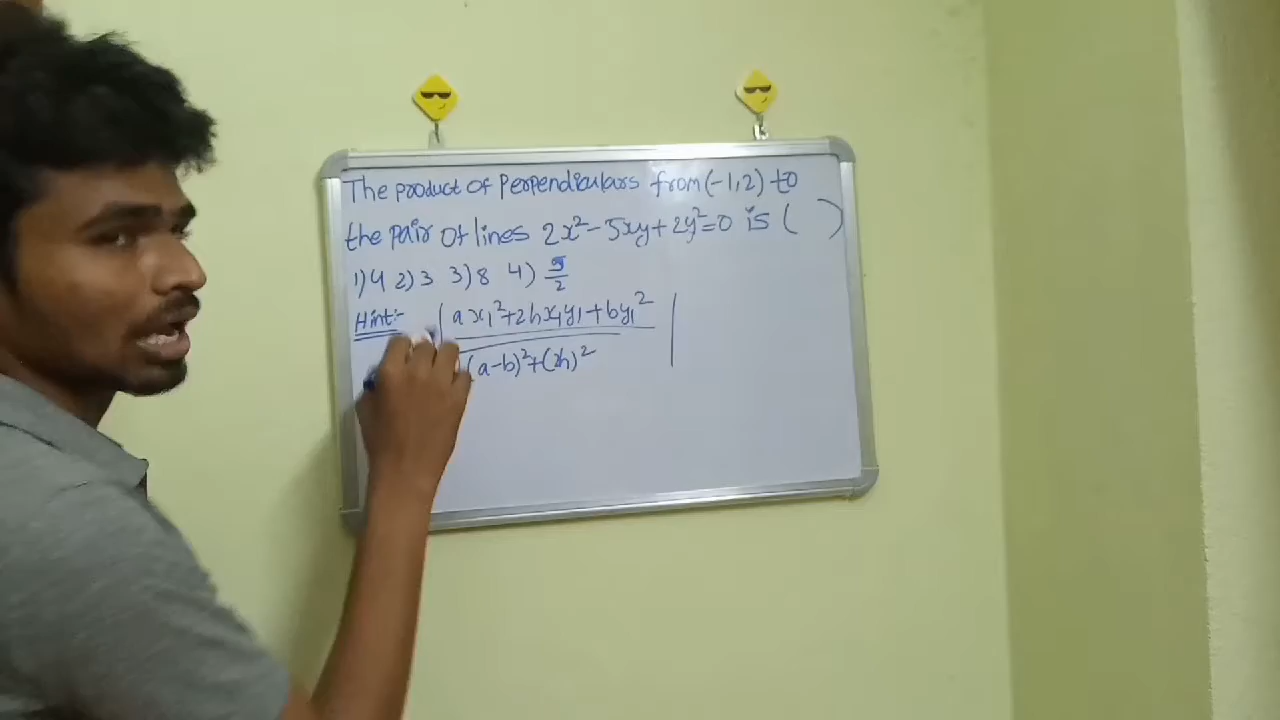 The product of Perpendiculars from (-1,2) to
the pair of lines 2x²-5xy+2y²=0 is ( )
1)4 2)3 3)8 4) 5/2
Hint:- |ax₁²+2hx₁y₁+by₁²|
(a-b)²+(2h)²